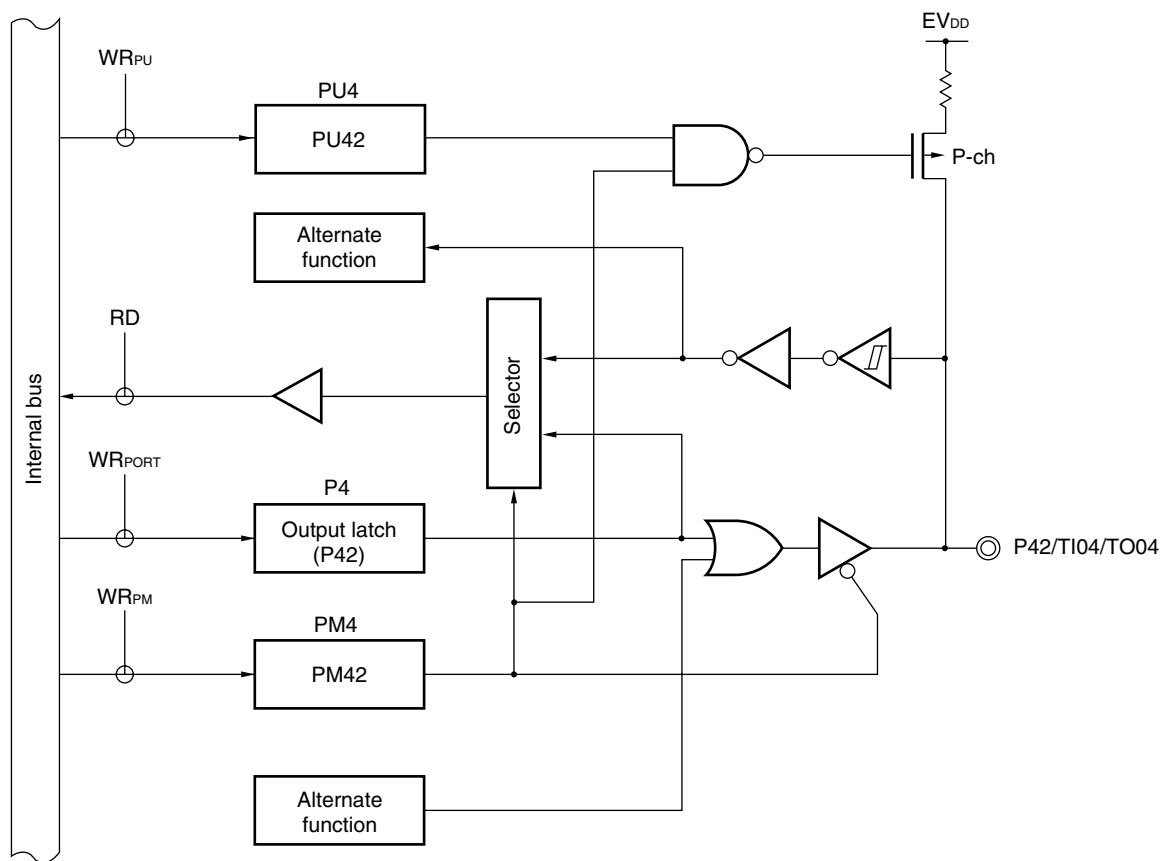 EVDD
WRPU
PU4
PU42
P-ch
Alternate
function
RD
Selector
Internal bus
WRPORT
P4
Output latch
(P42)
P42/TI04/TO04
WRPM
PM4
PM42
Alternate
function